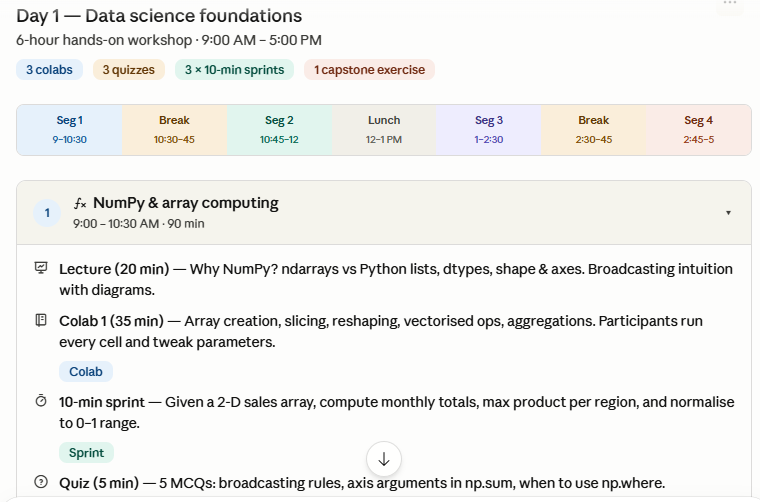 Day 1 — Data science foundations
6-hour hands-on workshop · 9:00 AM – 5:00 PM
3 colabs 3 quizzes 3 × 10-min sprints 1 capstone exercise
Seg 1 Break Seg 2 Lunch Seg 3 Break Seg 4
9–10:30 10:30–45 10:45–12 12–1 PM 1–2:30 2:30–45 2:45–5
1
fx NumPy & array computing
9:00 – 10:30 AM · 90 min
Lecture (20 min) — Why NumPy? ndarrays vs Python lists, dtypes, shape & axes. Broadcasting intuition
with diagrams.
Colab 1 (35 min) — Array creation, slicing, reshaping, vectorised ops, aggregations. Participants run
every cell and tweak parameters.
Colab
10-min sprint — Given a 2-D sales array, compute monthly totals, max product per region, and normalise
to 0–1 range.
Sprint
Quiz (5 min) — 5 MCQs: broadcasting rules, axis arguments in np.sum, when to use np.where.